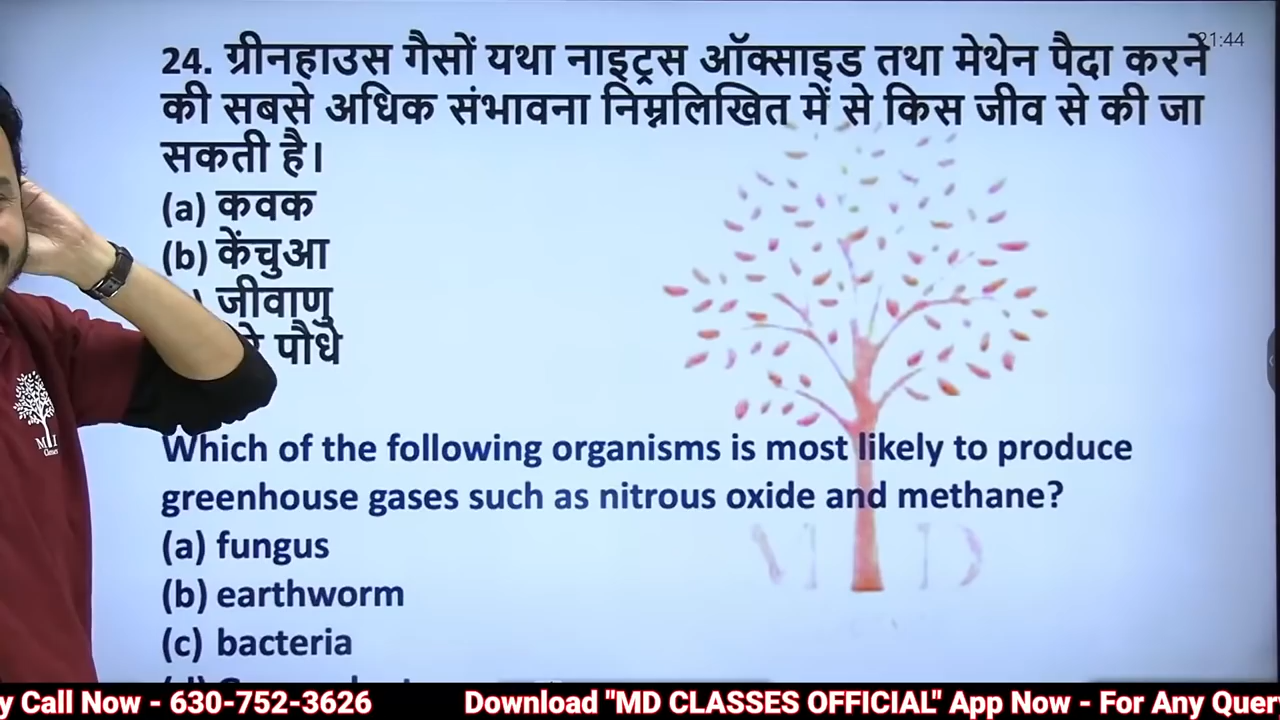 21:44
24. ग्रीनहाउस गैसों यथा नाइट्रस ऑक्साइड तथा मेथेन पैदा करने
की सबसे अधिक संभावना निम्नलिखित में से किस जीव से की जा
सकती है।
(a) कवक
(b) केंचुआ
जीवाणु
पौधे
Which of the following organisms is most likely to produce
greenhouse gases such as nitrous oxide and methane?
(a) fungus
(b) earthworm
(c) bacteria
y Call Now - 630-752-3626 Download "MD CLASSES OFFICIAL" App Now - For Any Quer